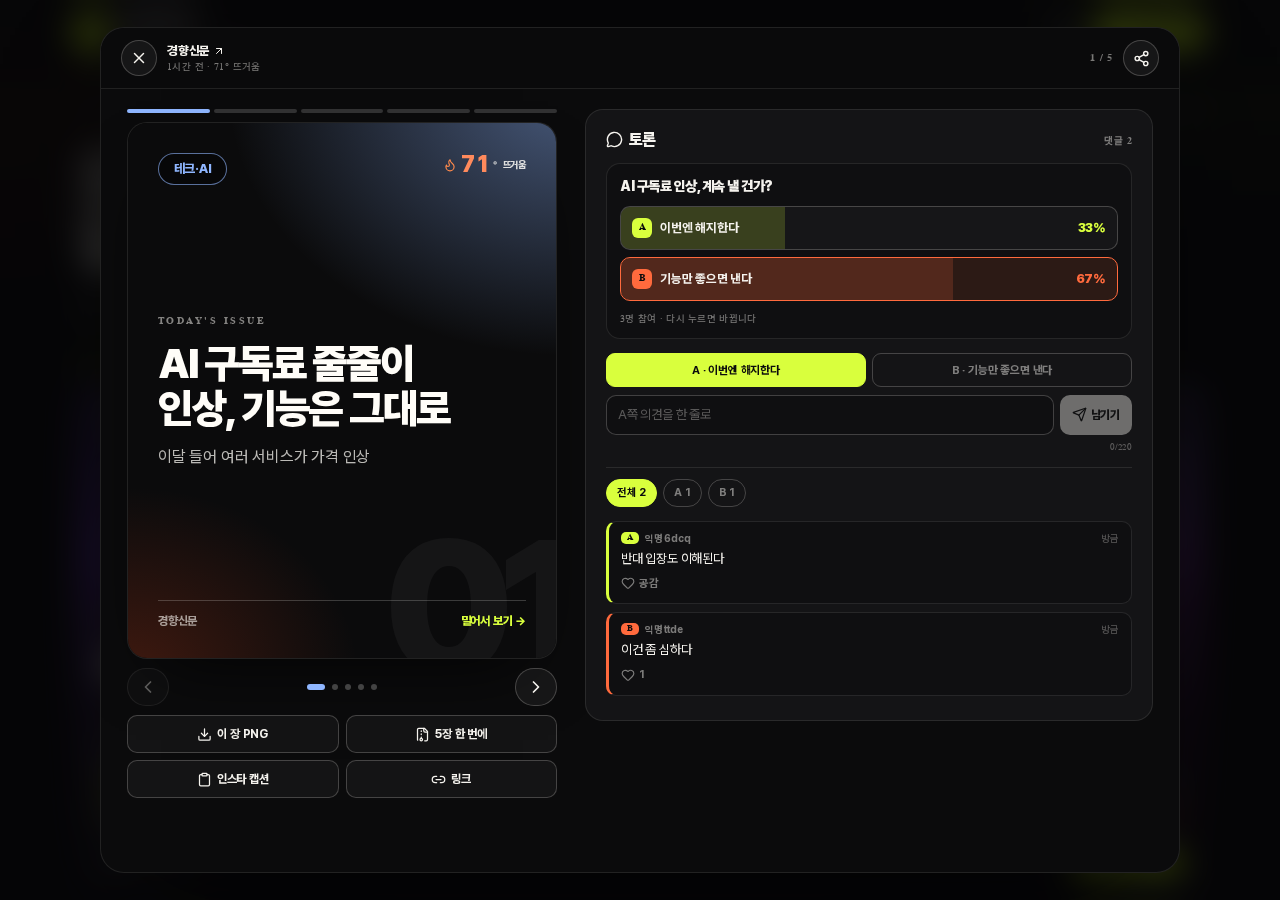 경향신문
1시간 전 · 71° 뜨거움
1 / 5
테크·AI
71° 뜨거움
TODAY'S ISSUE
AI 구독료 줄줄이
인상, 기능은 그대로
이달 들어 여러 서비스가 가격 인상
01
경향신문
밀어서 보기 →
이 장 PNG
5장 한 번에
인스타 캡션
링크
토론
댓글 2
AI 구독료 인상, 계속 낼 건가?
A 이번엔 해지한다 33%
B 기능만 좋으면 낸다 67%
3명 참여 · 다시 누르면 바뀝니다
A · 이번엔 해지한다
B · 기능만 좋으면 낸다
A쪽 의견을 한 줄로
남기기
0/220
전체 2
A 1
B 1
A 익명6dcq 방금
반대 입장도 이해된다
공감
B 익명ttde 방금
이건 좀 심하다
1